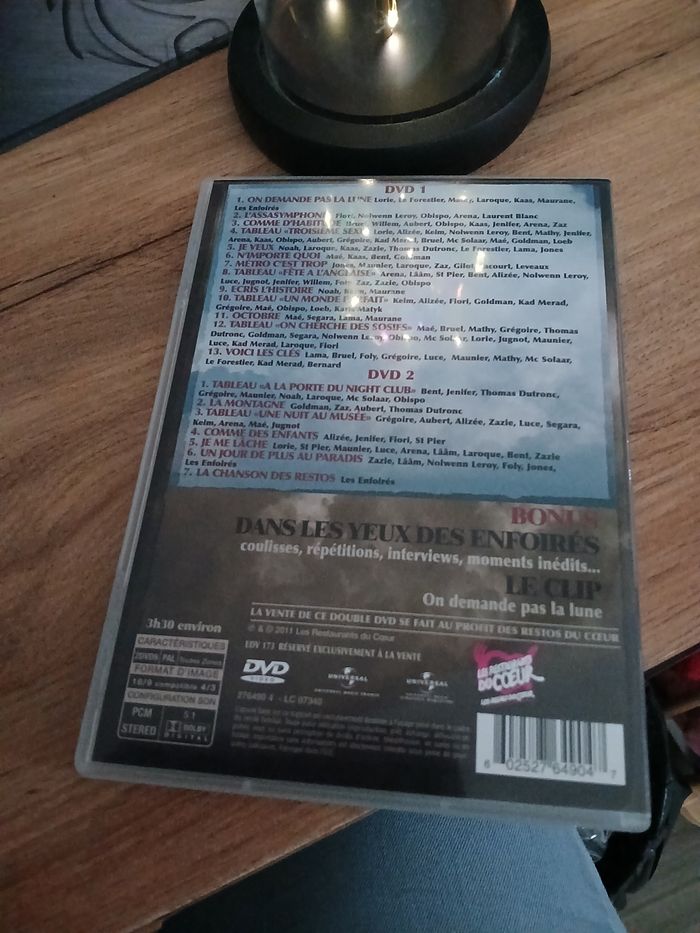 DVD 1
1. ON DEMANDE PAS LA LUNE Lorie, Le Forestier, Mathy, Laroque, Kaas, Maurane,
Les Enfoirés
2. L'ASSASYMPHONIE Fiori, Nolwenn Leroy, Obispo, Arena, Laurent Blanc
3. COMME D'HABITUDE Bruel, Willem, Aubert, Obispo, Kaas, Jenifer, Arena, Zaz
4. TABLEAU «TROISIÈME SEXE» Lorie, Alizée, Keim, Nolwenn Leroy, Bent, Mathy, Jenifer,
Arena, Kaas, Obispo, Aubert, Grégoire, Kad Merad, Bruel, Mc Solaar, Maé, Goldman, Loeb
5. JE VEUX Noah, Laroque, Kaas, Zazie, Thomas Dutronc, Le Forestier, Lama, Jones
6. N'IMPORTE QUOI Maé, Kaas, Bent, Goldman
7. MÉTRO C'EST TROP Jones, Maunier, Laroque, Zaz, Leveaux
8. TABLEAU «FÊTE A L'ANGLAISE» Arena, Lââm, St Pier, Bent, Alizée, Nolwenn Leroy,
Luce, Jugnot, Jenifer, Willem, Foly, Zaz, Zazie, Obispo
9. ECRIS L'HISTOIRE Noah, Keim, Maurane
10. TABLEAU «UN MONDE PARFAIT» Keim, Alizée, Fiori, Goldman, Kad Merad,
Grégoire, Maé, Obispo, Loeb, Matyk
11. OCTOBRE Maé, Segara, Lama, Maurane
12. TABLEAU «ON CHERCHE DES SOSIES» Maé, Bruel, Mathy, Grégoire, Thomas
Dutronc, Goldman, Segara, Nolwenn Leroy, Obispo, Mc Solaar, Lorie, Jugnot, Maunier,
Luce, Kad Merad, Laroque, Fiori
13. VOICI LES CLÉS Lama, Bruel, Foly, Grégoire, Luce, Maunier, Mathy, Mc Solaar,
Le Forestier, Kad Merad, Bernard
DVD 2
1. TABLEAU «A LA PORTE DU NIGHT CLUB» Bent, Jenifer, Thomas Dutronc,
Grégoire, Maunier, Noah, Laroque, Mc Solaar, Obispo
2. LA MONTAGNE Goldman, Zaz, Aubert, Thomas Dutronc
3. TABLEAU «UNE NUIT AU MUSÉE» Grégoire, Aubert, Alizée, Zazie, Luce, Segara,
Keim, Arena, Maé, Jugnot
4. COMME DES ENFANTS Alizée, Jenifer, Fiori, St Pier
5. JE ME LÂCHE Lorie, St Pier, Maunier, Luce, Arena, Lââm, Laroque, Bent, Zazie
6. UN JOUR DE PLUS AU PARADIS Zazie, Lââm, Nolwenn Leroy, Foly, Jones,
Les Enfoirés
7. LA CHANSON DES RESTOS Les Enfoirés
BONUS
DANS LES YEUX DES ENFOIRÉS
coulisses, répétitions, interviews, moments inédits...
LE CLIP
On demande pas la lune
LA VENTE DE CE DOUBLE DVD SE FAIT AU PROFIT DES RESTOS DU CŒUR
3h30 environ
℗ & © 2011 Les Restaurants du Cœur
EDV 173 RÉSERVÉ EXCLUSIVEMENT À LA VENTE
CARACTÉRISTIQUES
2DVD9 PAL Toutes Zones
FORMAT D'IMAGE
16/9 compatible 4/3
CONFIGURATION SON
PCM STEREO
5.1 DOLBY DIGITAL
DVD VIDEO
UNIVERSAL
UNIVERSAL
LES RESTAURANTS DU CŒUR
276490 4 - LC 07340
6 02527 64904 7